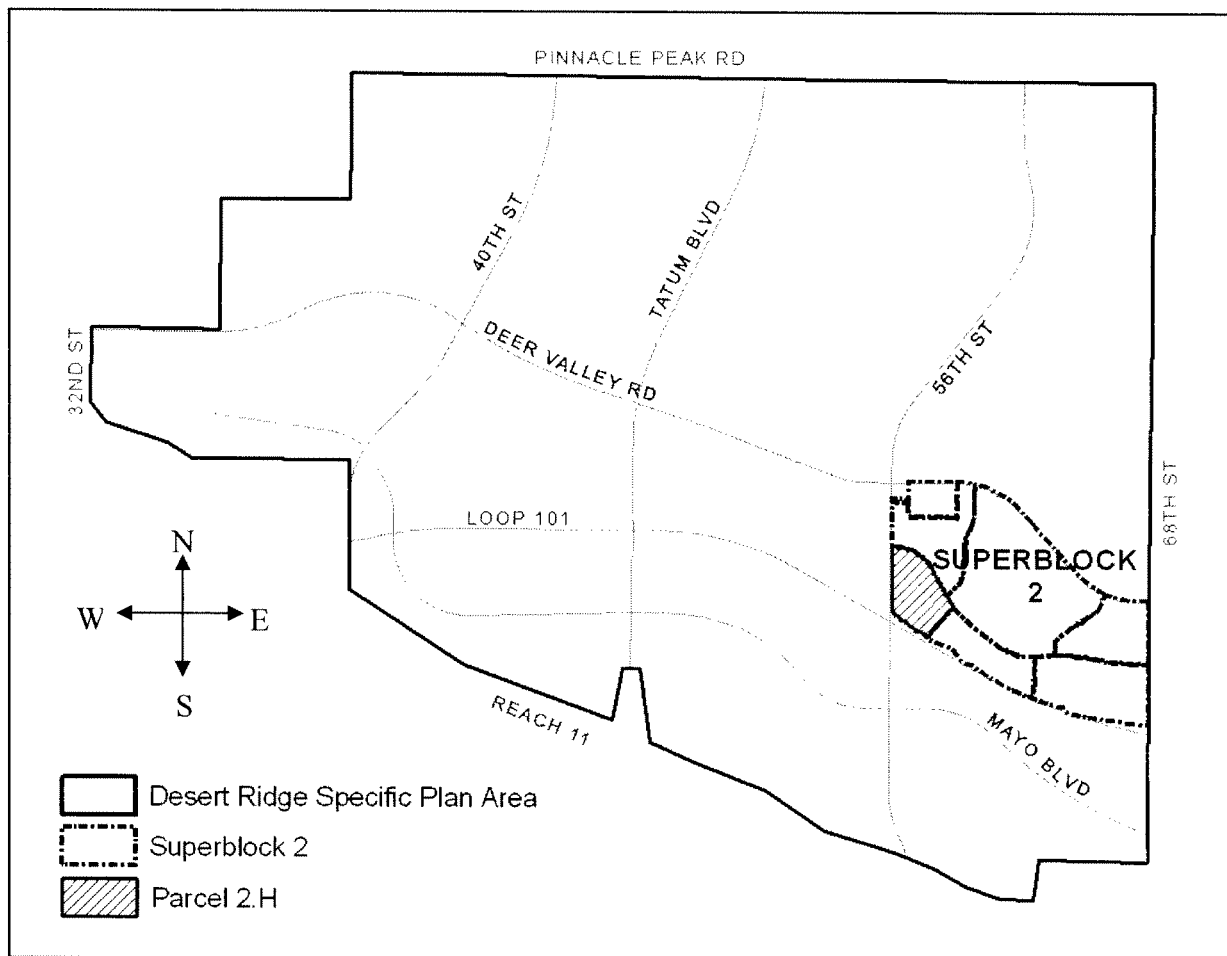 PINNACLE PEAK RD
40TH ST
TATUM BLVD
56TH ST
DEER VALLEY RD
32ND ST
68TH ST
LOOP 101
SUPERBLOCK
2
N
W
E
S
REACH 11
MAYO BLVD
Desert Ridge Specific Plan Area
Superblock 2
Parcel 2.H